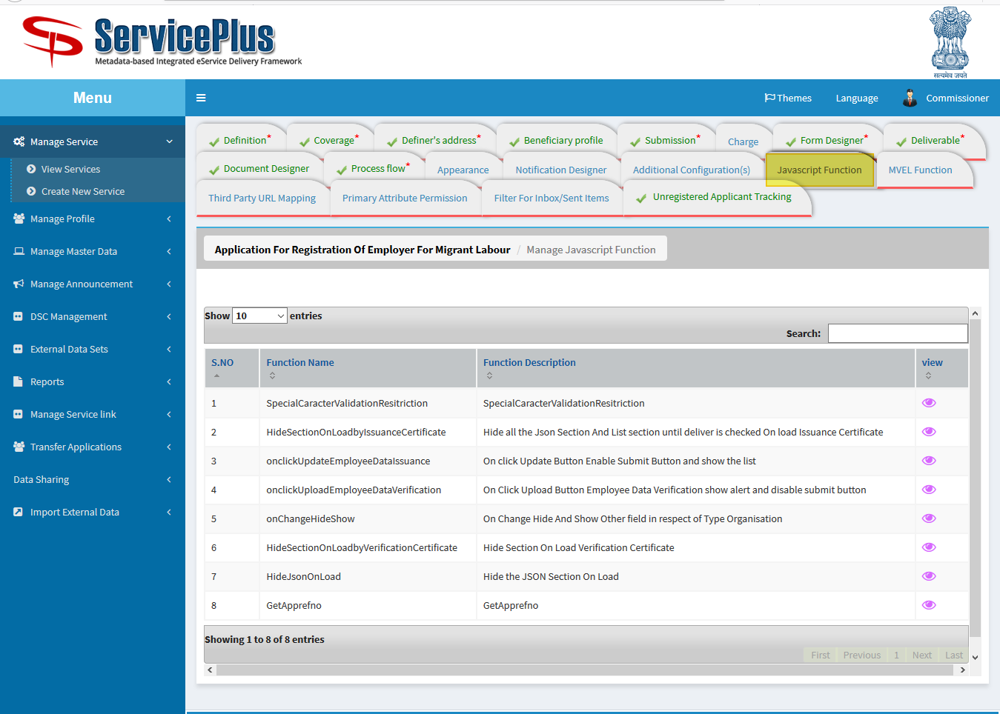 ServicePlus
Metadata-based Integrated eService Delivery Framework
सत्यमेव जयते
Menu
Themes
Language
Commissioner
Manage Service
View Services
Create New Service
Manage Profile
Manage Master Data
Manage Announcement
DSC Management
External Data Sets
Reports
Manage Service link
Transfer Applications
Data Sharing
Import External Data
Definition* Coverage* Definer's address* Beneficiary profile Submission* Charge Form Designer* Deliverable*
Document Designer Process flow* Appearance Notification Designer Additional Configuration(s) Javascript Function MVEL Function
Third Party URL Mapping Primary Attribute Permission Filter For Inbox/Sent Items Unregistered Applicant Tracking
Application For Registration Of Employer For Migrant Labour / Manage Javascript Function
Show 10 entries
Search:
S.NO Function Name Function Description view
1 SpecialCaracterValidationResitriction SpecialCaracterValidationResitriction
2 HideSectionOnLoadbyIssuanceCertificate Hide all the Json Section And List section until deliver is checked On load Issuance Certificate
3 onclickUpdateEmployeeDataIssuance On click Update Button Enable Submit Button and show the list
4 onclickUploadEmployeeDataVerification On Click Upload Button Employee Data Verification show alert and disable submit button
5 onChangeHideShow On Change Hide And Show Other field in respect of Type Organisation
6 HideSectionOnLoadbyVerificationCertificate Hide Section On Load Verification Certificate
7 HideJsonOnLoad Hide the JSON Section On Load
8 GetApprefno GetApprefno
Showing 1 to 8 of 8 entries
First Previous 1 Next Last